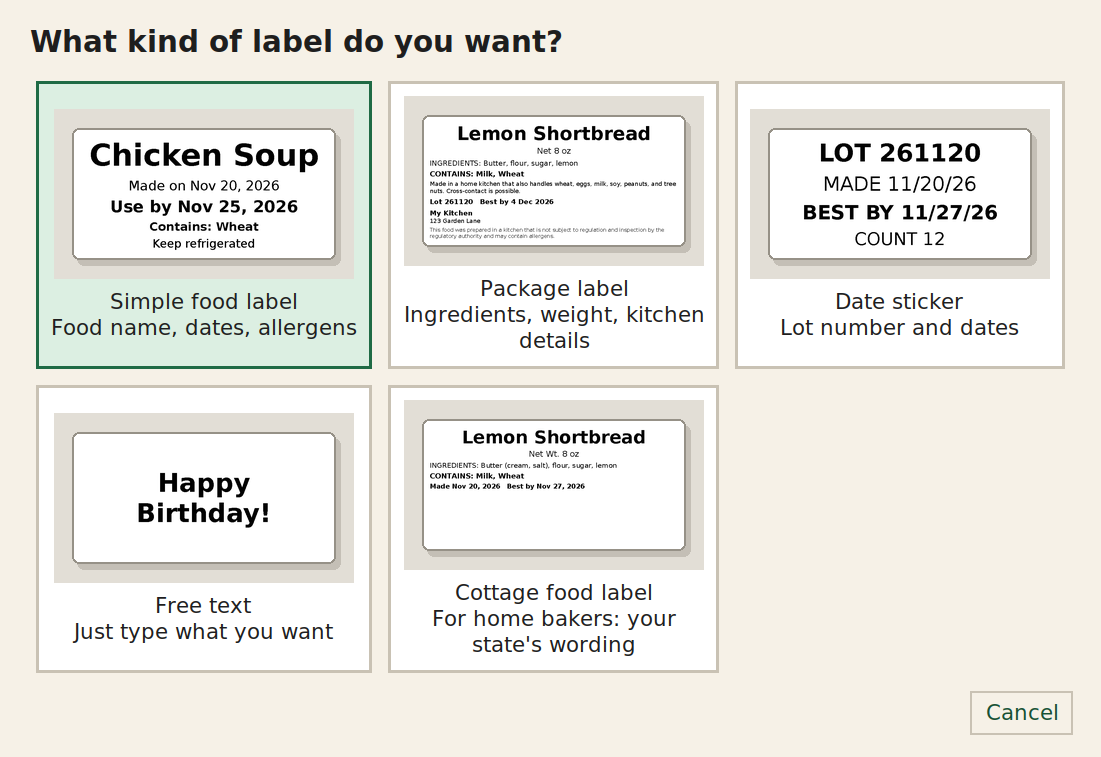 What kind of label do you want?
Chicken Soup
Made on Nov 20, 2026
Use by Nov 25, 2026
Contains: Wheat
Keep refrigerated
Simple food label
Food name, dates, allergens
Lemon Shortbread
Net 8 oz
INGREDIENTS: Butter, flour, sugar, lemon
CONTAINS: Milk, Wheat
Made in a home kitchen that also handles wheat, eggs, milk, soy, peanuts, and tree
nuts. Cross-contact is possible.
Lot 261120 Best by 4 Dec 2026
My Kitchen
123 Garden Lane
This food was prepared in a kitchen that is not subject to regulation and inspection by the
regulatory authority and may contain allergens.
Package label
Ingredients, weight, kitchen
details
LOT 261120
MADE 11/20/26
BEST BY 11/27/26
COUNT 12
Date sticker
Lot number and dates
Happy
Birthday!
Free text
Just type what you want
Lemon Shortbread
Net Wt. 8 oz
INGREDIENTS: Butter (cream, salt), flour, sugar, lemon
CONTAINS: Milk, Wheat
Made Nov 20, 2026 Best by Nov 27, 2026
Cottage food label
For home bakers: your
state's wording
Cancel